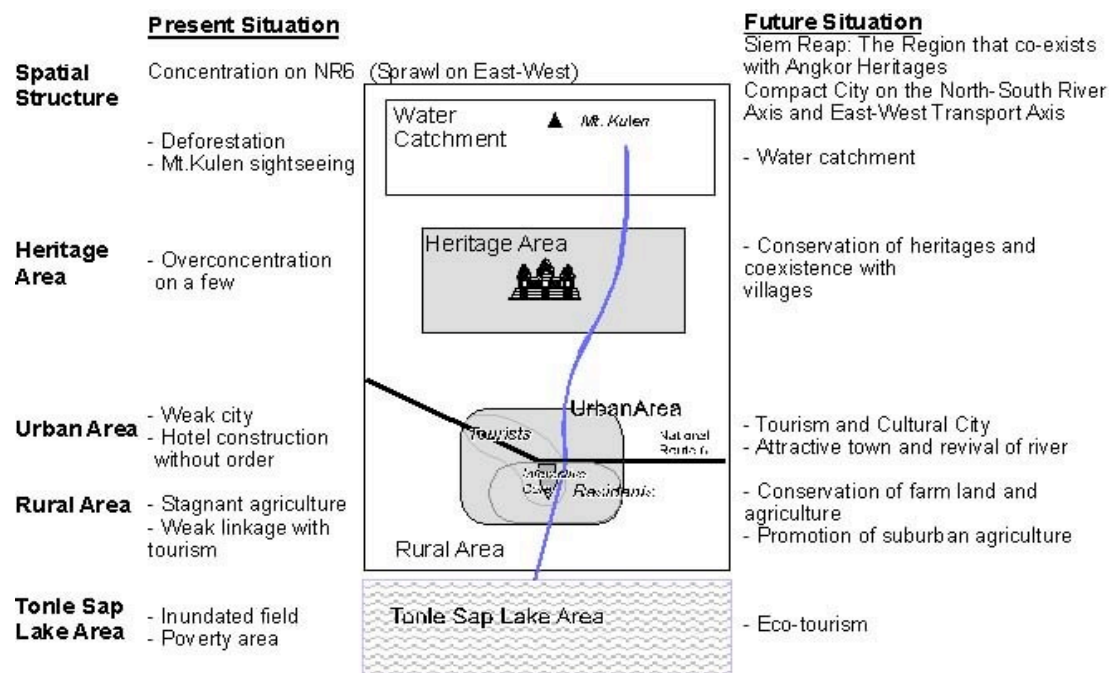 Present Situation
Future Situation
Spatial
Structure
Concentration on NR6 (Sprawl on East-West)
Siem Reap: The Region that co-exists
with Angkor Heritages
Compact City on the North-South River
Axis and East-West Transport Axis
- Deforestation
- Mt.Kulen sightseeing
Water
Catchment
Mt. Kulen
- Water catchment
Heritage
Area
- Overconcentration
on a few
Heritage Area
- Conservation of heritages and
coexistence with
villages
Urban Area
- Weak city
- Hotel construction
without order
Urban Area
Tourists
National
Route 6
- Tourism and Cultural City
- Attractive town and revival of river
Rural Area
- Stagnant agriculture
- Weak linkage with
tourism
Residents
Rural Area
- Conservation of farm land and
agriculture
- Promotion of suburban agriculture
Tonle Sap
Lake Area
- Inundated field
- Poverty area
Tonle Sap Lake Area
- Eco-tourism